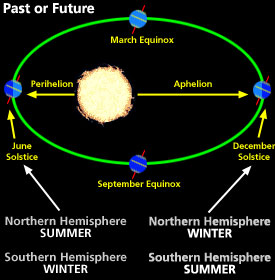 Past or Future
March Equinox
Perihelion
Aphelion
June
Solstice
December
Solstice
September Equinox
Northern Hemisphere
SUMMER
Northern Hemisphere
WINTER
Southern Hemisphere
WINTER
Southern Hemisphere
SUMMER